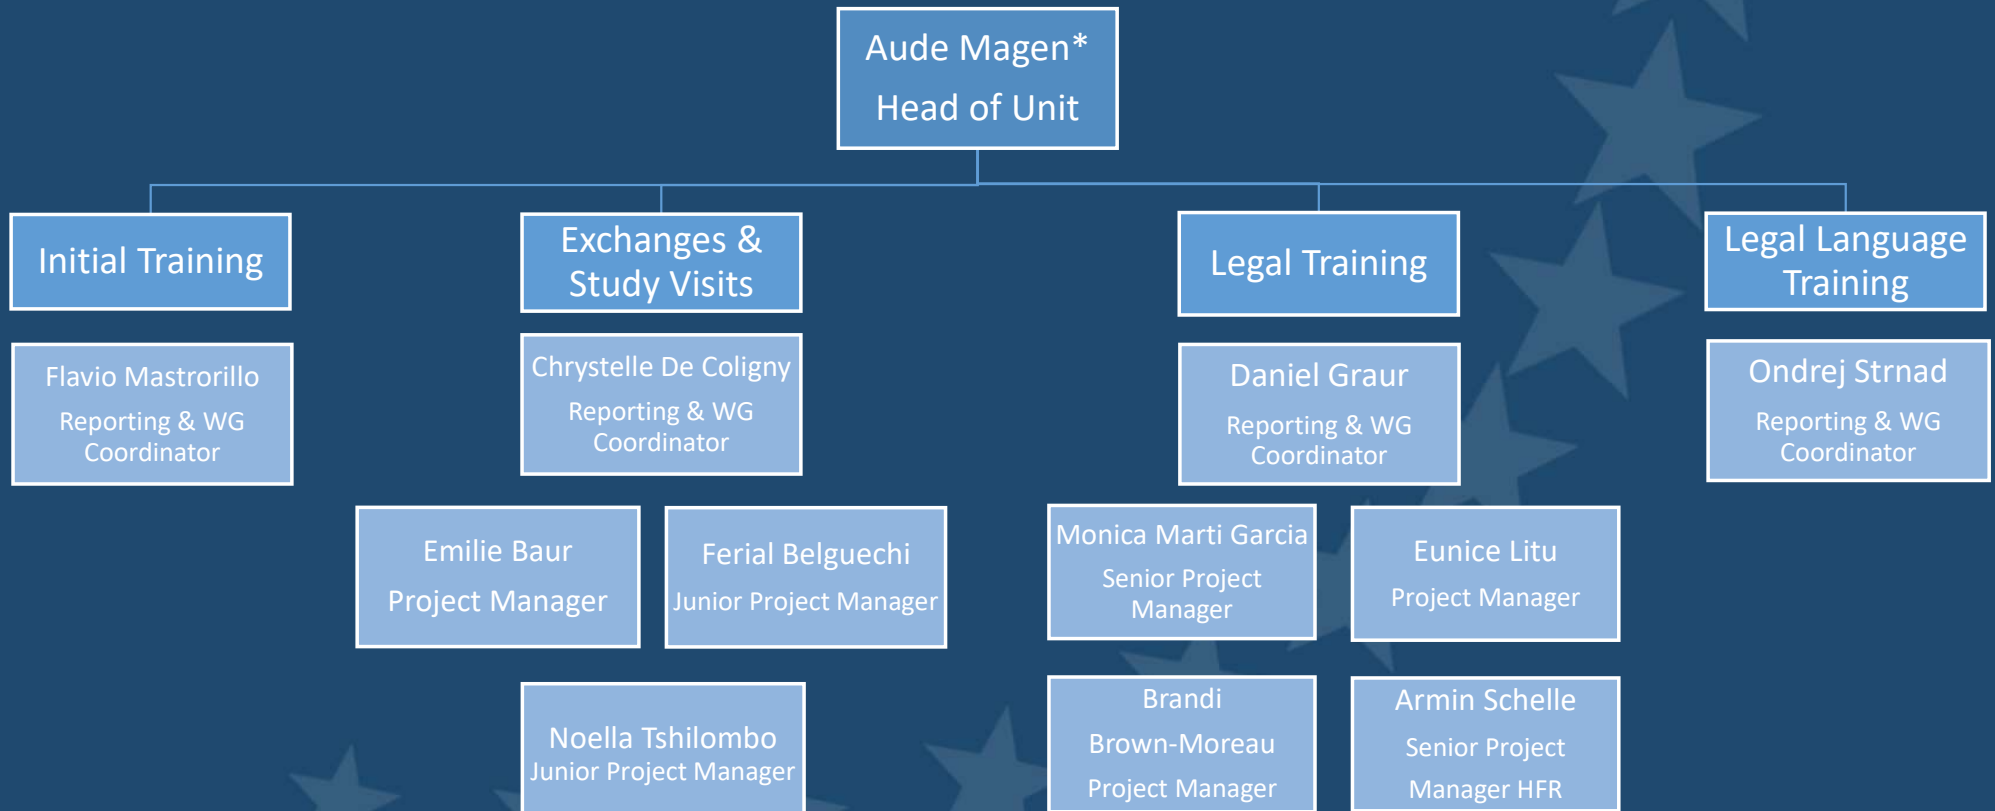 Aude Magen*
Head of Unit
Initial Training
Exchanges &
Study Visits
Legal Training
Legal Language
Training
Flavio Mastrorillo
Reporting & WG
Coordinator
Chrystelle De Coligny
Reporting & WG
Coordinator
Daniel Graur
Reporting & WG
Coordinator
Ondrej Strnad
Reporting & WG
Coordinator
Emilie Baur
Project Manager
Ferial Belguechi
Junior Project Manager
Monica Marti Garcia
Senior Project
Manager
Eunice Litu
Project Manager
Noella Tshilombo
Junior Project Manager
Brandi
Brown-Moreau
Project Manager
Armin Schelle
Senior Project
Manager HFR